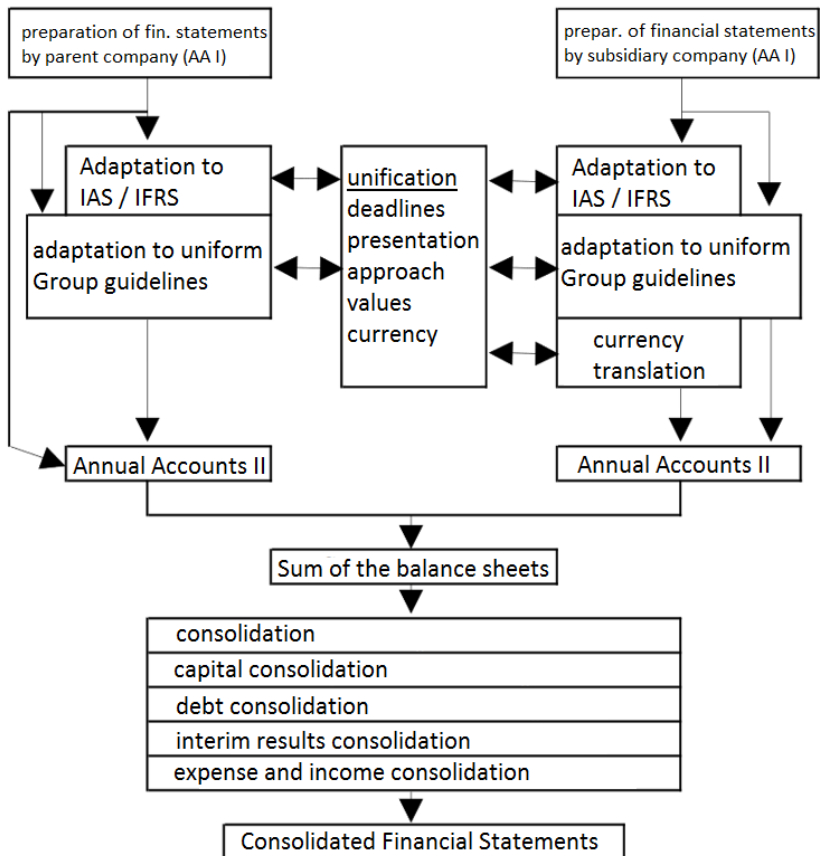 preparation of fin. statements
by parent company (AA I)
prepar. of financial statements
by subsidiary company (AA I)
Adaptation to
IAS / IFRS
adaptation to uniform
Group guidelines
unification
deadlines
presentation
approach
values
currency
Adaptation to
IAS / IFRS
adaptation to uniform
Group guidelines
currency
translation
Annual Accounts II
Annual Accounts II
Sum of the balance sheets
consolidation
capital consolidation
debt consolidation
interim results consolidation
expense and income consolidation
Consolidated Financial Statements